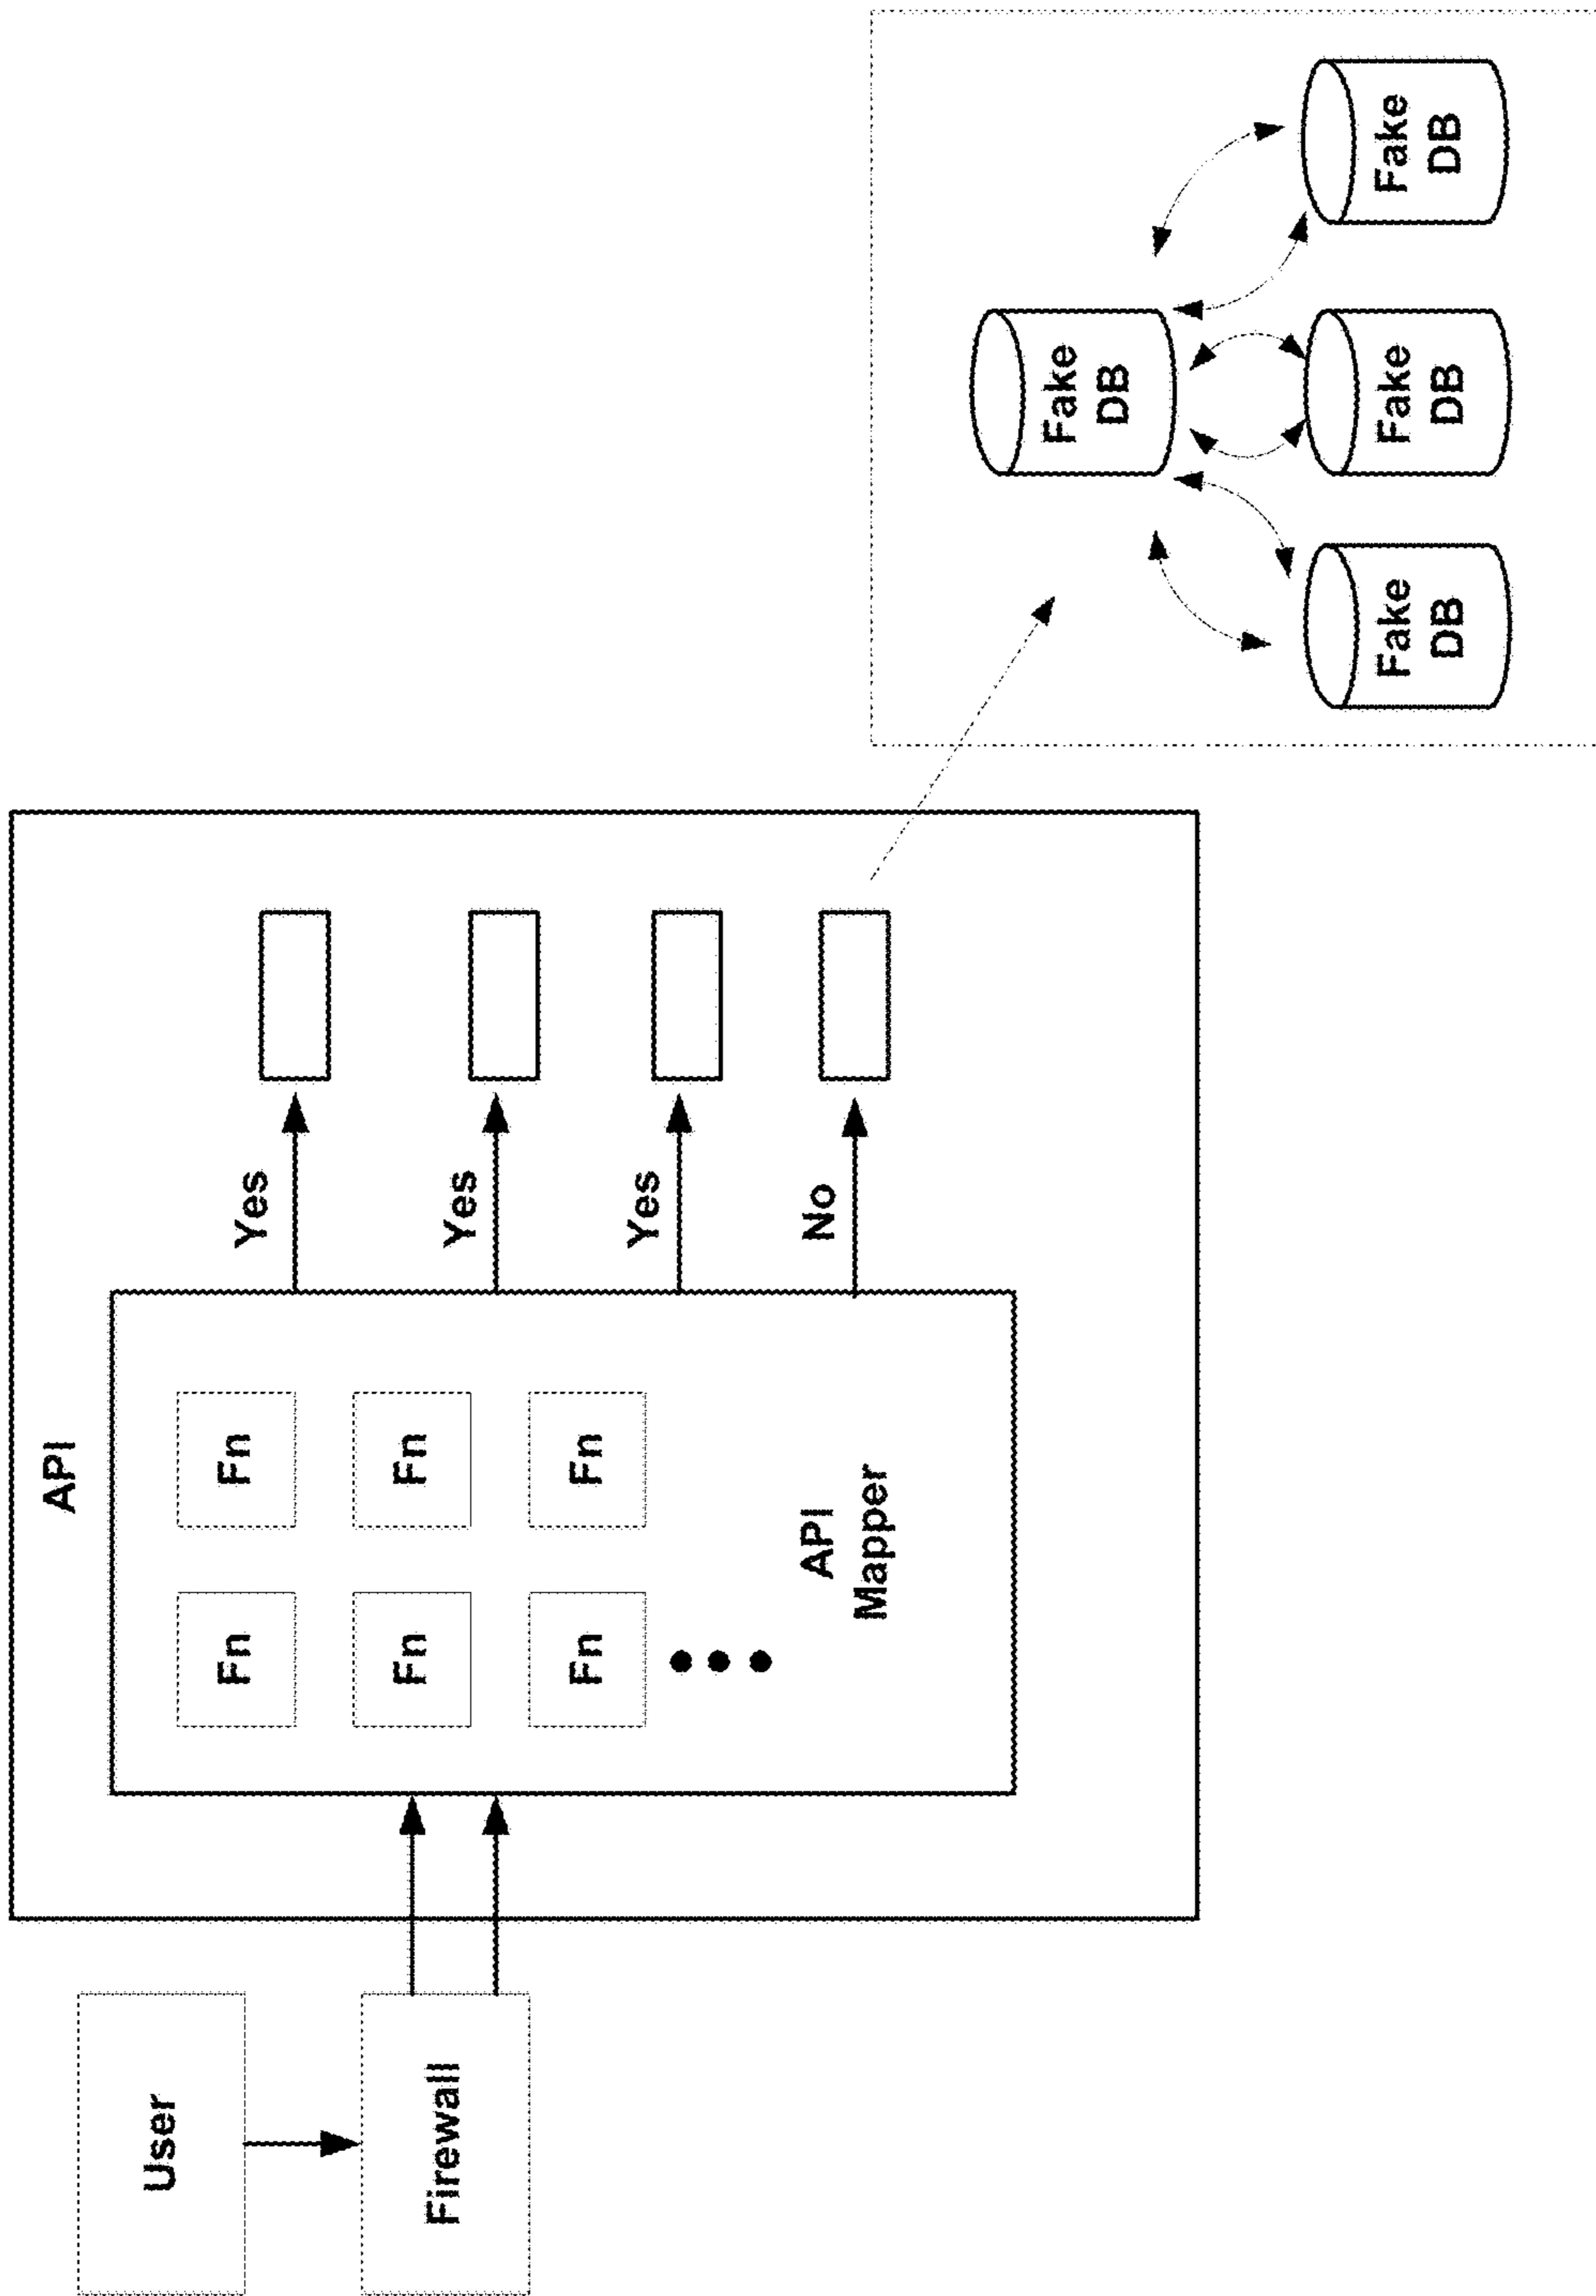 User
Firewall
API
Fn
Fn
Fn
Fn
Fn
Fn
API
Mapper
Yes
Yes
Yes
No
Fake
DB
Fake
DB
Fake
DB
Fake
DB